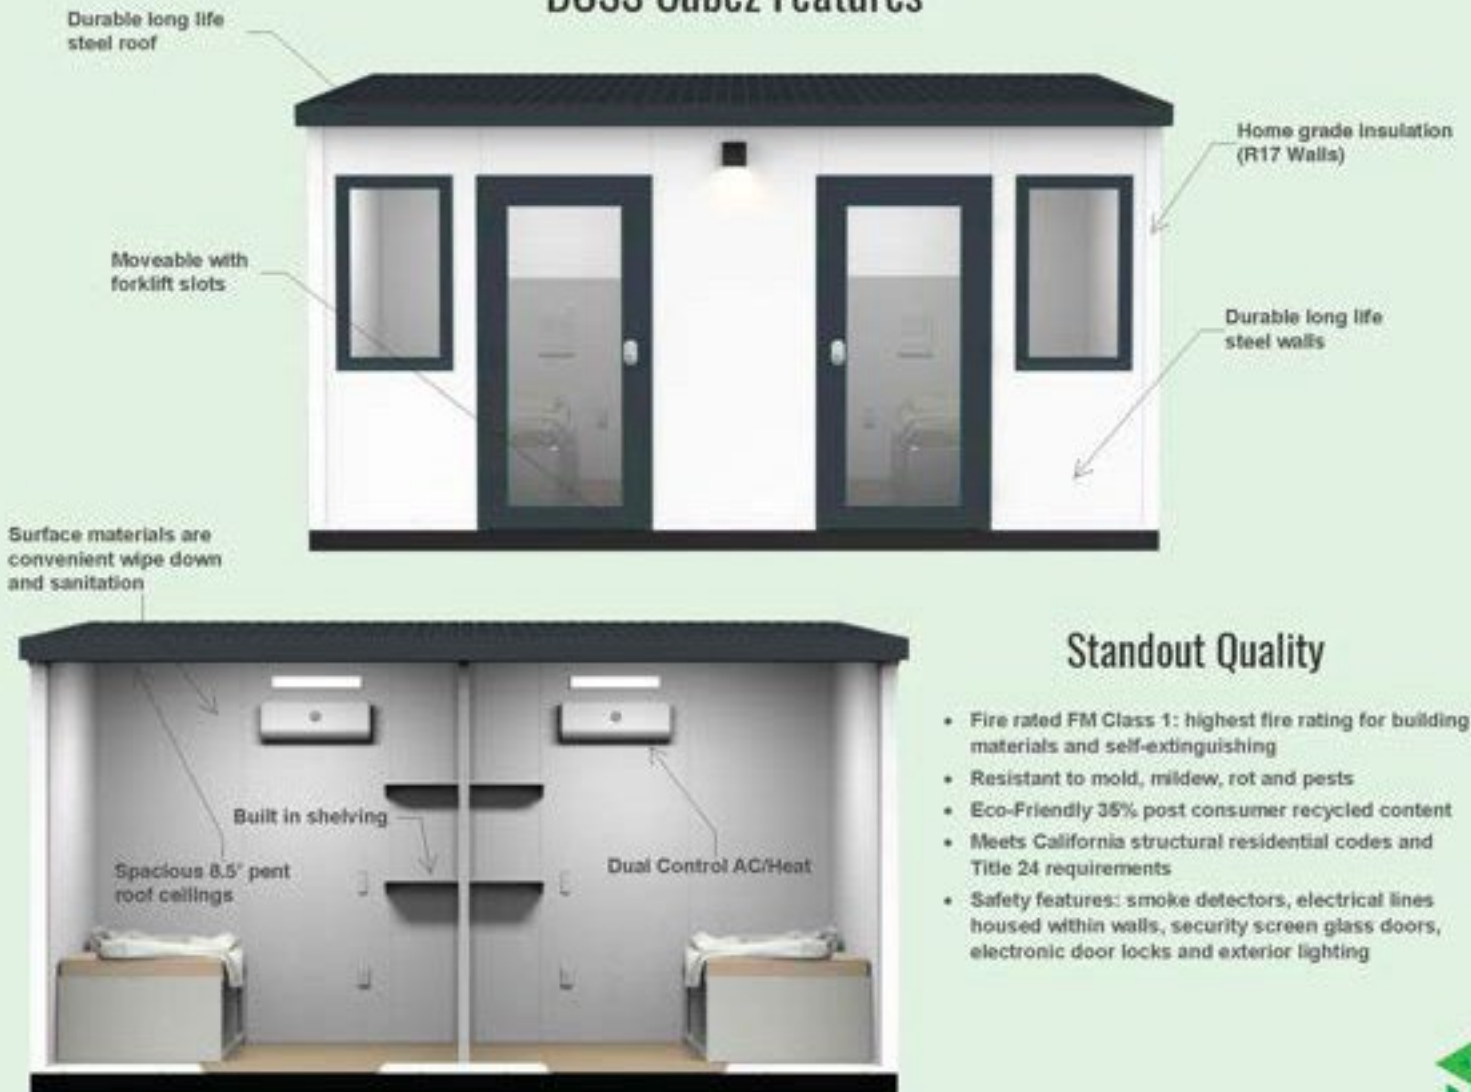 BOSS Cubez Features
Durable long life
steel roof
Home grade insulation
(R17 Walls)
Moveable with
forklift slots
Durable long life
steel walls
Surface materials are
convenient wipe down
and sanitation
Built in shelving
Spacious 8.5' pent
roof ceilings
Dual Control AC/Heat
Standout Quality
• Fire rated FM Class 1: highest fire rating for building
materials and self-extinguishing
• Resistant to mold, mildew, rot and pests
• Eco-Friendly 35% post consumer recycled content
• Meets California structural residential codes and
Title 24 requirements
• Safety features: smoke detectors, electrical lines
housed within walls, security screen glass doors,
electronic door locks and exterior lighting